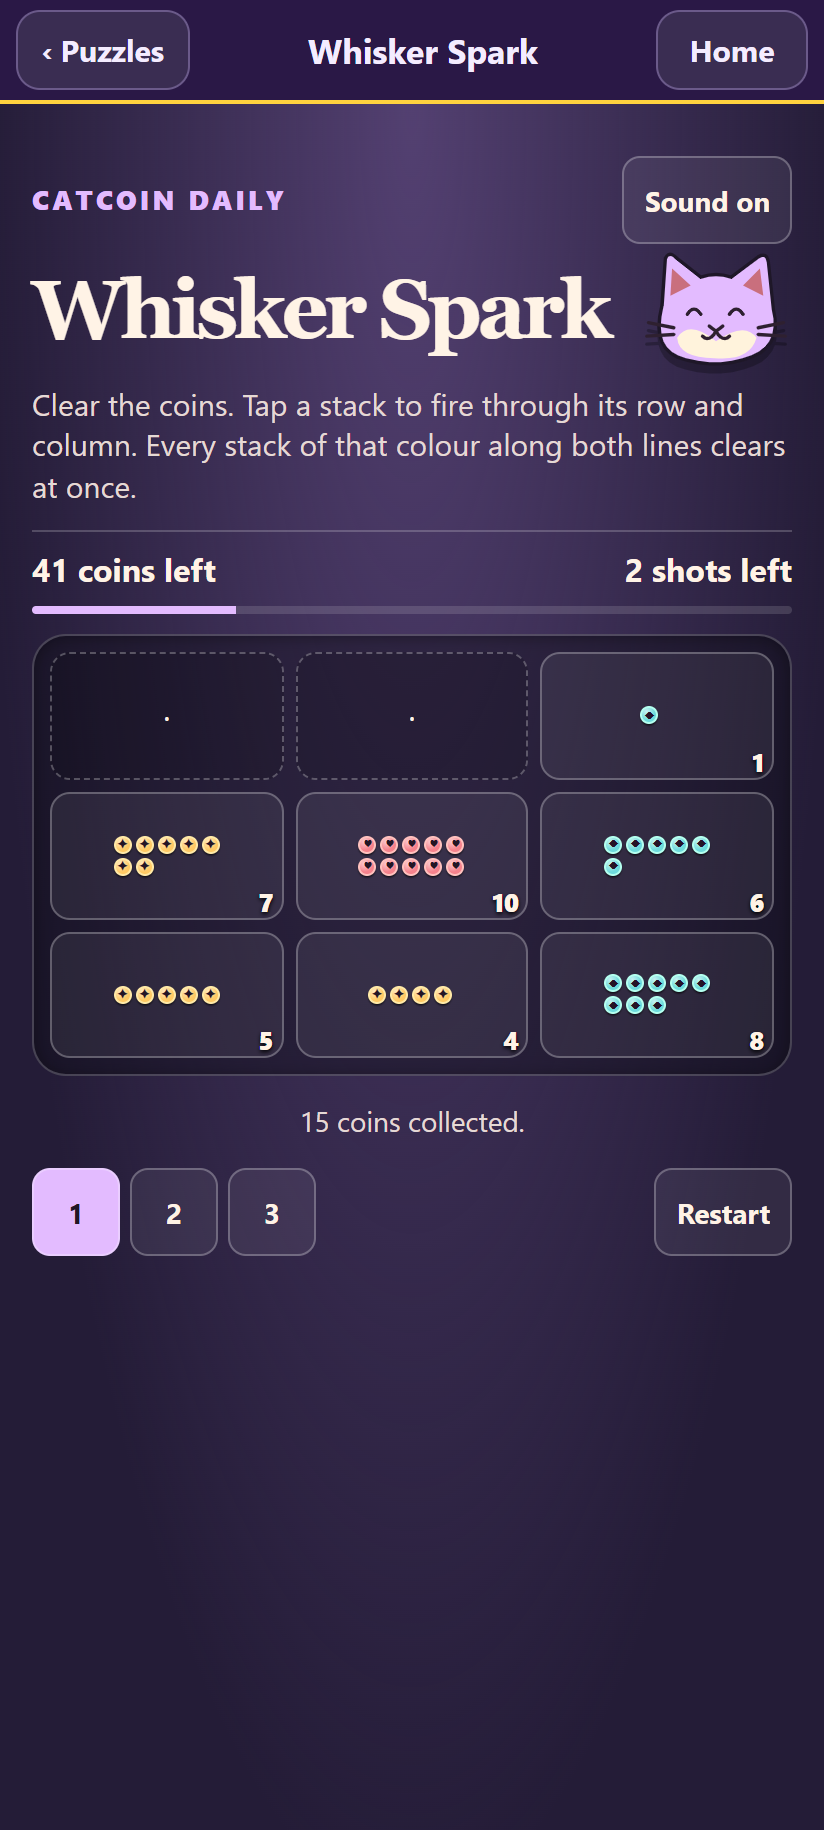 ‹ Puzzles
Whisker Spark
Home
CATCOIN DAILY
Sound on
Whisker Spark
Clear the coins. Tap a stack to fire through its row and
column. Every stack of that colour along both lines clears
at once.
41 coins left
2 shots left
1
7
10
6
5
4
8
15 coins collected.
1
2
3
Restart